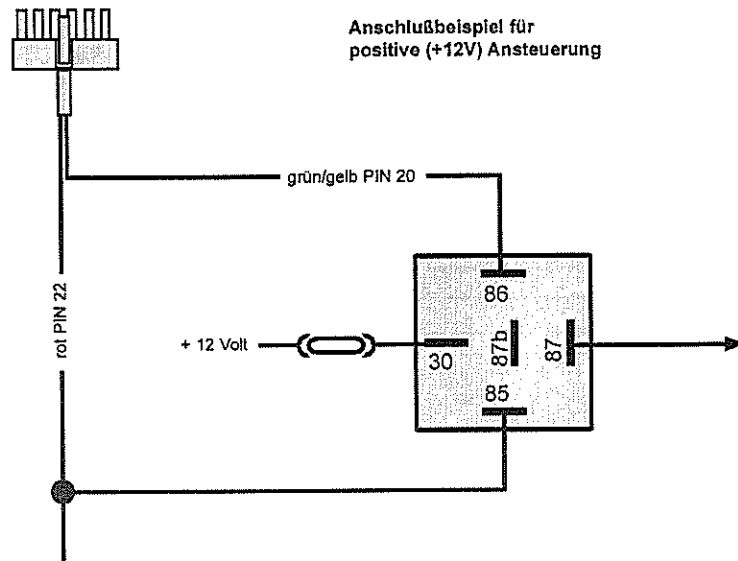 Anschlußbeispiel für
positive (+12V) Ansteuerung
grün/gelb PIN 20
rot PIN 22
86
+ 12 Volt
30
87b
87
85